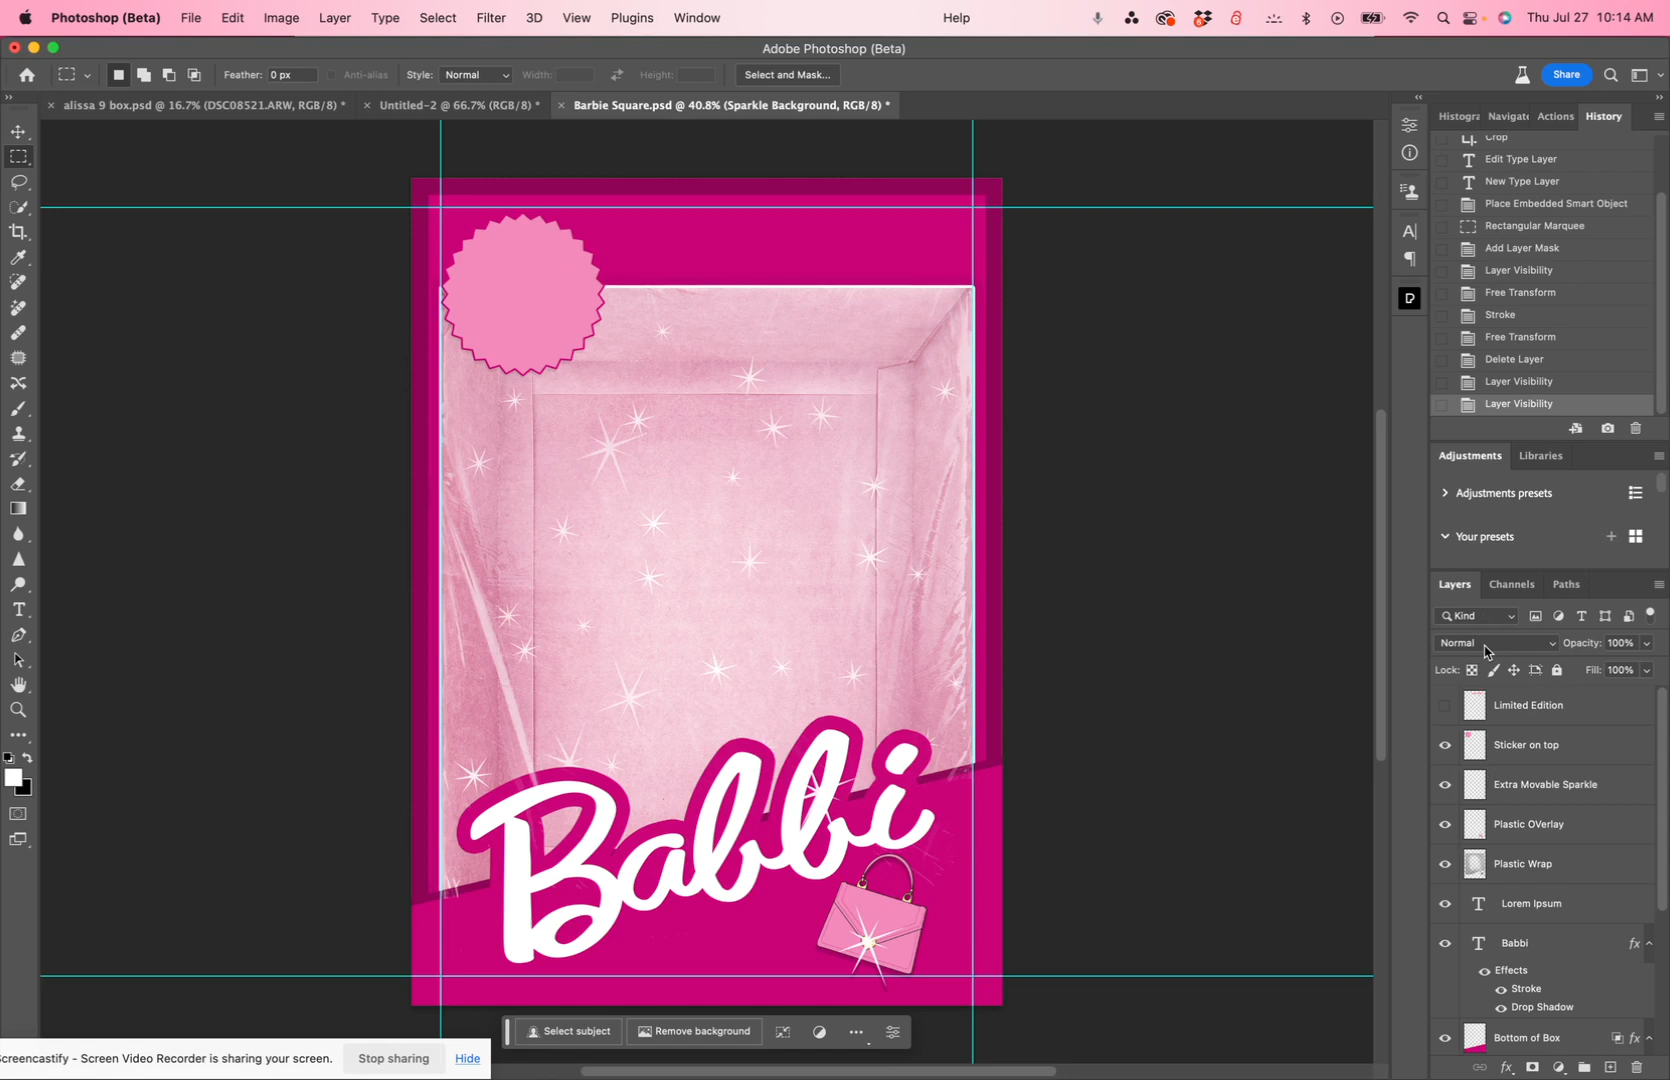 Photoshop (Beta) File Edit Image Layer Type Select Filter 3D View Plugins Window Help Thu Jul 27 10:14 AM
Adobe Photoshop (Beta)
Feather: 0 px Anti-alias Style: Normal Width: Height: Select and Mask... Share
alissa 9 box.psd @ 16.7% (DSC08521.ARW, RGB/8) * Untitled-2 @ 66.7% (RGB/8) * Barbie Square.psd @ 40.8% (Sparkle Background, RGB/8) *
Histogra Navigate Actions History
Crop
Edit Type Layer
New Type Layer
Place Embedded Smart Object
Rectangular Marquee
Add Layer Mask
Layer Visibility
Free Transform
Stroke
Free Transform
Delete Layer
Layer Visibility
Layer Visibility
Adjustments Libraries
Adjustments presets
Your presets
Layers Channels Paths
Kind
Normal Opacity: 100%
Lock: Fill: 100%
Limited Edition
Sticker on top
Extra Movable Sparkle
Plastic OVerlay
Plastic Wrap
Lorem Ipsum
Babbi fx
Effects
Stroke
Drop Shadow
Bottom of Box fx
Babbi
Select subject Remove background
Screencastify - Screen Video Recorder is sharing your screen. Stop sharing Hide